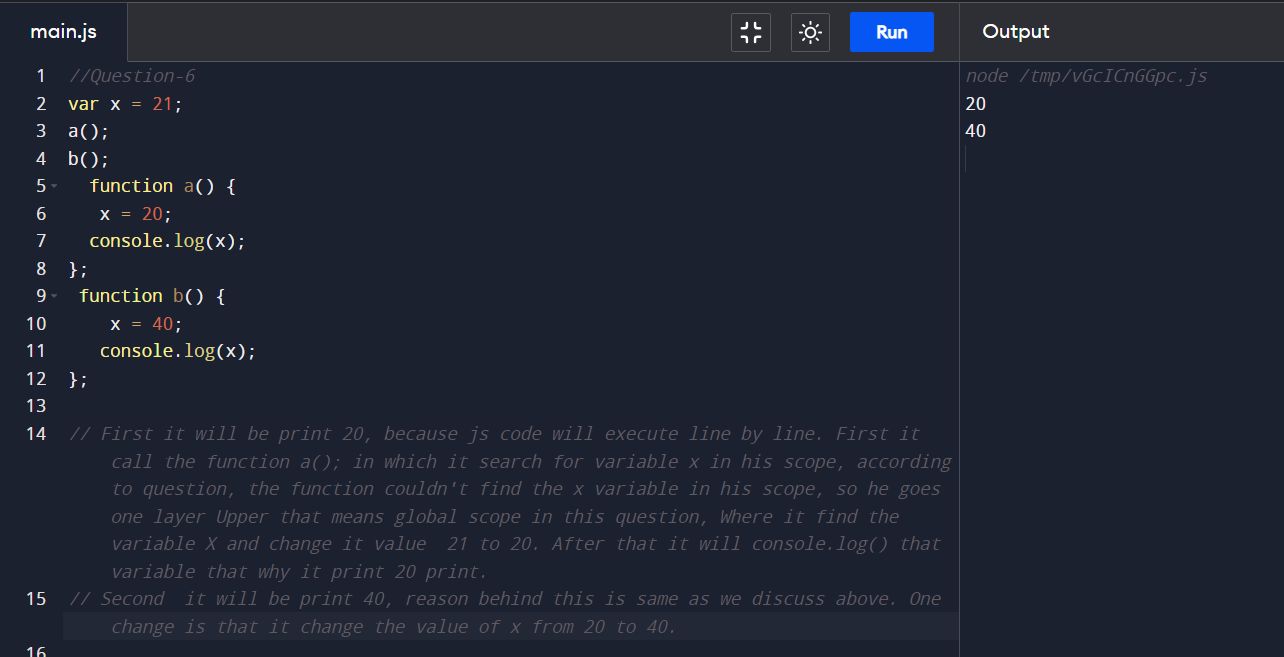 main.js Run Output
1 //Question-6 node /tmp/vGcICnGGpc.js
2 var x = 21; 20
3 a(); 40
4 b();
5 function a() {
6 x = 20;
7 console.log(x);
8 };
9 function b() {
10 x = 40;
11 console.log(x);
12 };
13
14 // First it will be print 20, because js code will execute line by line. First it
call the function a(); in which it search for variable x in his scope, according
to question, the function couldn't find the x variable in his scope, so he goes
one layer Upper that means global scope in this question, Where it find the
variable X and change it value  21 to 20. After that it will console.log() that
variable that why it print 20 print.
15 // Second  it will be print 40, reason behind this is same as we discuss above. One
change is that it change the value of x from 20 to 40.
16